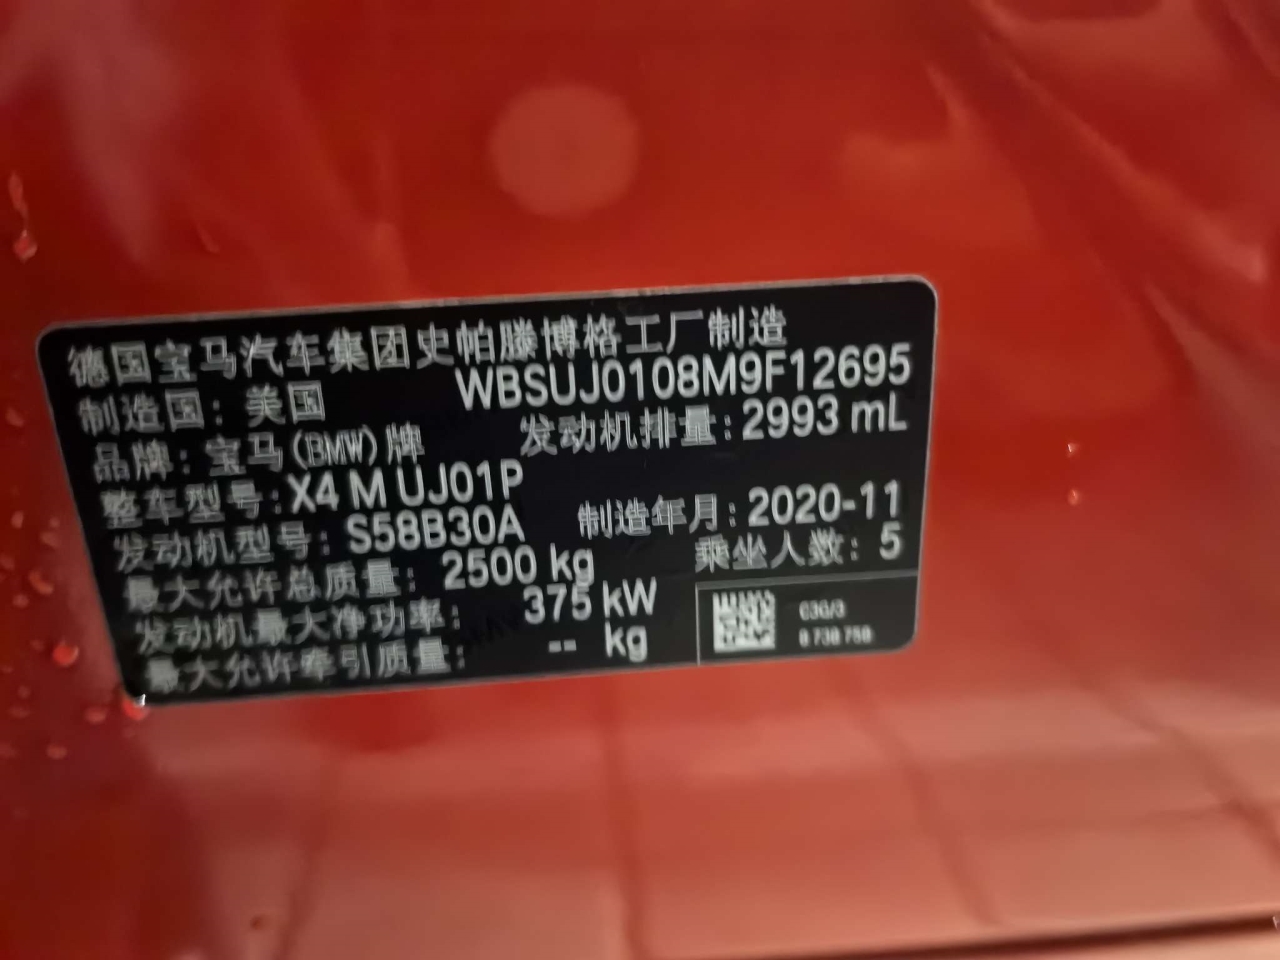 德国宝马汽车集团史帕滕博格工厂制造
制造国: 美国 WBSUJ0108M9F12695
品牌: 宝马(BMW)牌 发动机排量: 2993 mL
整车型号: X4 M UJ01P
发动机型号: S58B30A 制造年月: 2020-11
最大允许总质量: 2500 kg 乘坐人数: 5
发动机最大净功率: 375 kW
最大允许牵引质量: -- kg